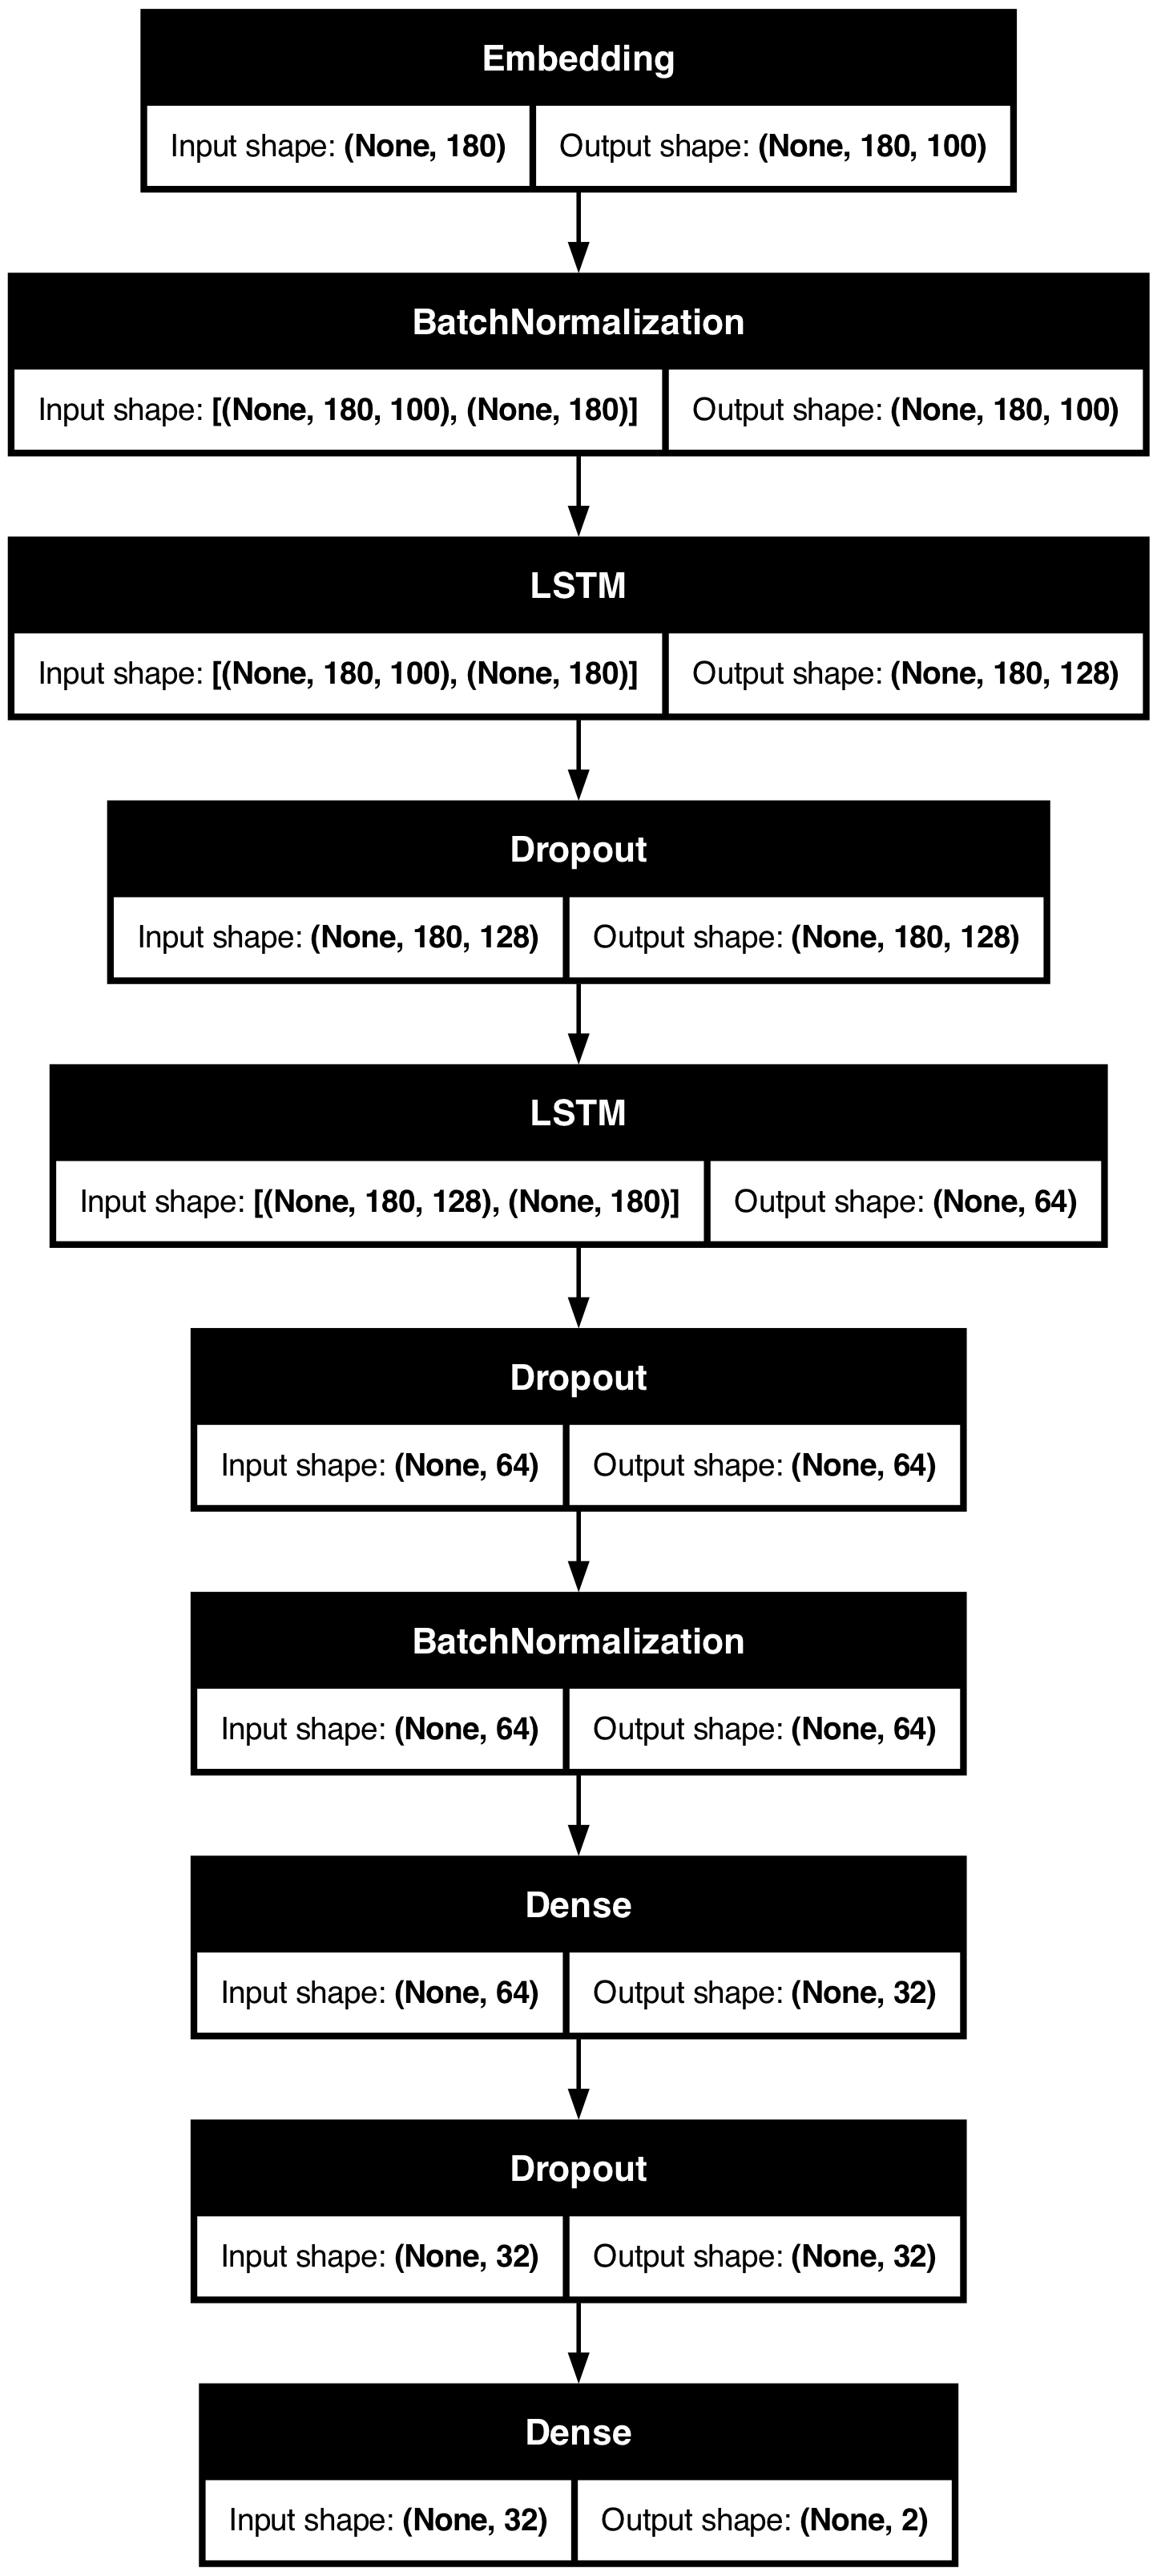 Embedding
Input shape: (None, 180) Output shape: (None, 180, 100)
BatchNormalization
Input shape: [(None, 180, 100), (None, 180)] Output shape: (None, 180, 100)
LSTM
Input shape: [(None, 180, 100), (None, 180)] Output shape: (None, 180, 128)
Dropout
Input shape: (None, 180, 128) Output shape: (None, 180, 128)
LSTM
Input shape: [(None, 180, 128), (None, 180)] Output shape: (None, 64)
Dropout
Input shape: (None, 64) Output shape: (None, 64)
BatchNormalization
Input shape: (None, 64) Output shape: (None, 64)
Dense
Input shape: (None, 64) Output shape: (None, 32)
Dropout
Input shape: (None, 32) Output shape: (None, 32)
Dense
Input shape: (None, 32) Output shape: (None, 2)